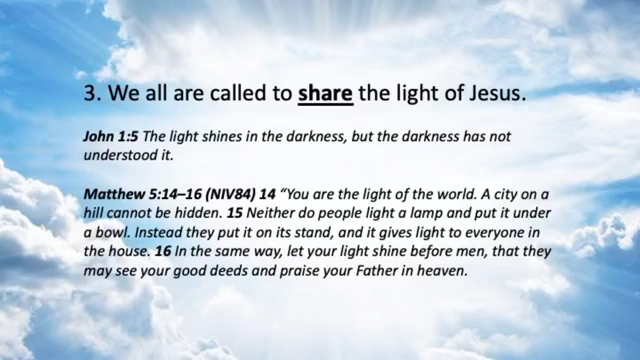 3. We all are called to share the light of Jesus.
John 1:5 The light shines in the darkness, but the darkness has not
understood it.
Matthew 5:14–16 (NIV84) 14 “You are the light of the world. A city on a
hill cannot be hidden. 15 Neither do people light a lamp and put it under
a bowl. Instead they put it on its stand, and it gives light to everyone in
the house. 16 In the same way, let your light shine before men, that they
may see your good deeds and praise your Father in heaven.